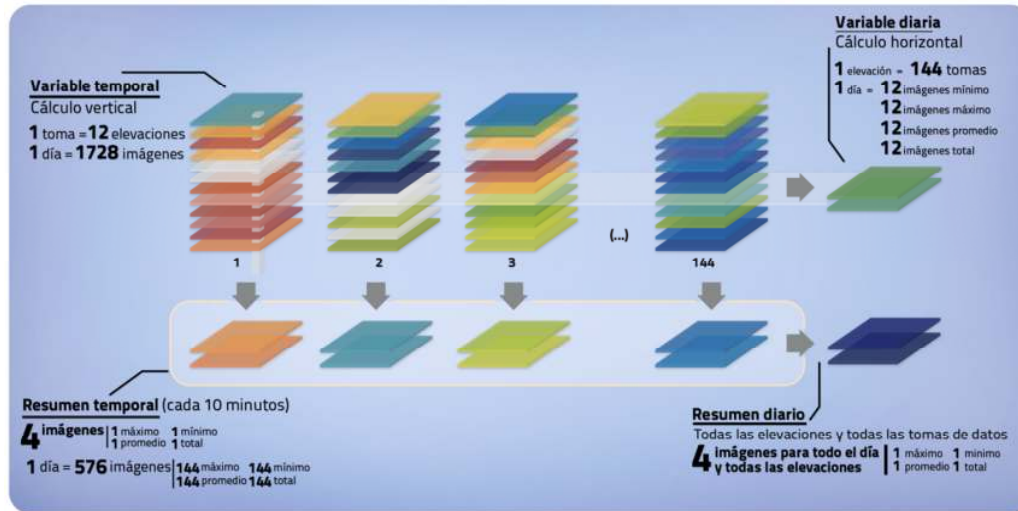 Variable diaria
Cálculo horizontal
1 elevación = 144 tomas
1 día = 12 imágenes mínimo
12 imágenes máximo
12 imágenes promedio
12 imágenes total
Variable temporal
Cálculo vertical
1 toma = 12 elevaciones
1 día = 1728 imágenes
(...)
1
2
3
144
Resumen temporal (cada 10 minutos)
4 imágenes | 1 máximo 1 mínimo
1 promedio 1 total
1 día = 576 imágenes | 144 máximo 144 mínimo
144 promedio 144 total
Resumen diario
Todas las elevaciones y todas las tomas de datos
4 imágenes para todo el día | 1 máximo 1 minimo
y todas las elevaciones | 1 promedio 1 total